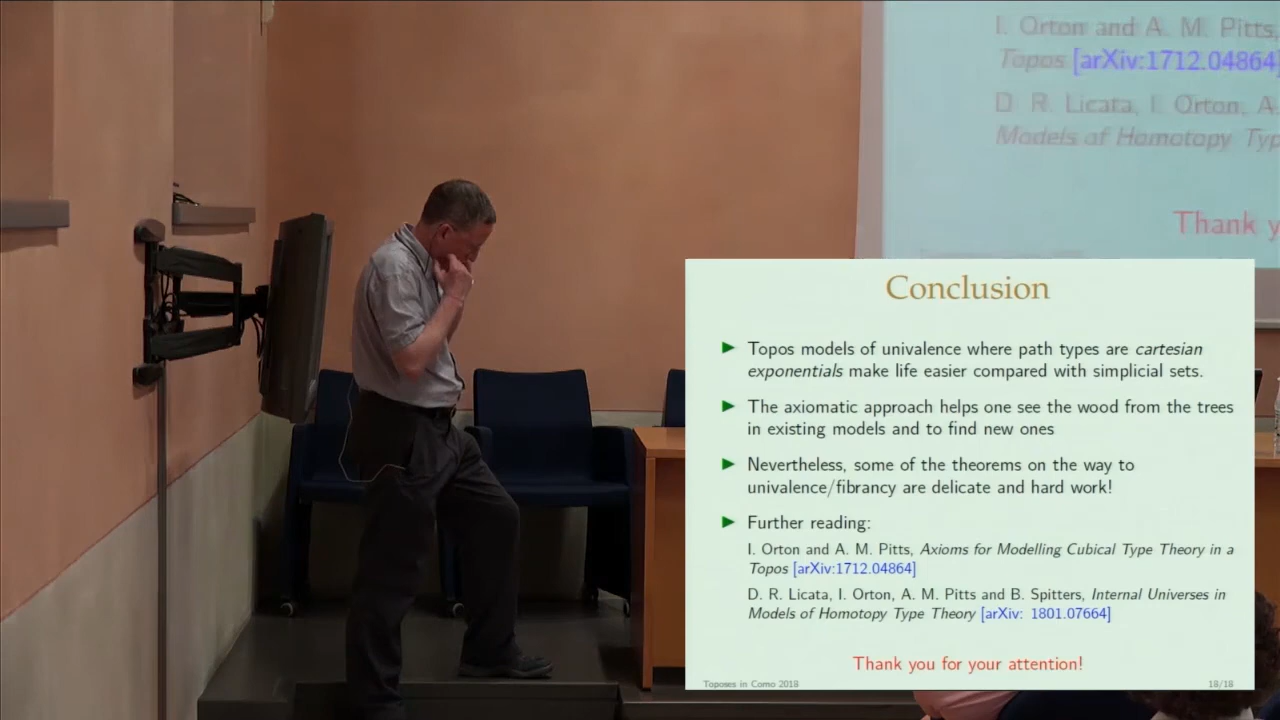 I. Orton and A. M. Pitts,
Topos [arXiv:1712.04864]
D. R. Licata, I. Orton, A.
Models of Homotopy Typ
Thank y
Conclusion
Topos models of univalence where path types are cartesian
exponentials make life easier compared with simplicial sets.
The axiomatic approach helps one see the wood from the trees
in existing models and to find new ones
Nevertheless, some of the theorems on the way to
univalence/fibrancy are delicate and hard work!
Further reading:
I. Orton and A. M. Pitts, Axioms for Modelling Cubical Type Theory in a
Topos [arXiv:1712.04864]
D. R. Licata, I. Orton, A. M. Pitts and B. Spitters, Internal Universes in
Models of Homotopy Type Theory [arXiv: 1801.07664]
Thank you for your attention!
Toposes in Como 2018
18/18